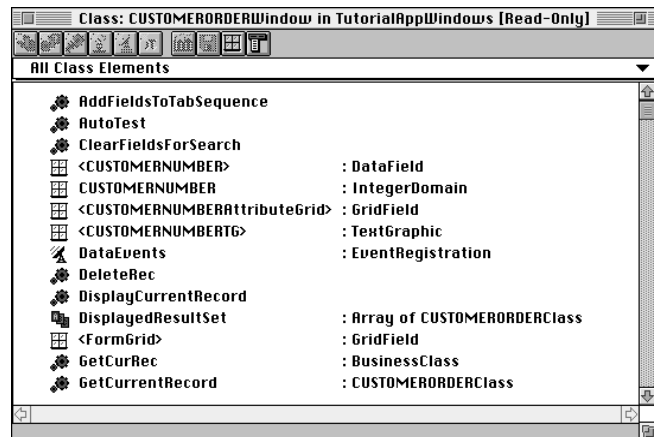 Class: CUSTOMERORDERWindow in TutorialAppWindows [Read-Only]
All Class Elements
AddFieldsToTabSequence
AutoTest
ClearFieldsForSearch
<CUSTOMERNUMBER> : DataField
CUSTOMERNUMBER : IntegerDomain
<CUSTOMERNUMBERAttributeGrid> : GridField
<CUSTOMERNUMBERTG> : TextGraphic
DataEvents : EventRegistration
DeleteRec
DisplayCurrentRecord
DisplayedResultSet : Array of CUSTOMERORDERClass
<FormGrid> : GridField
GetCurRec : BusinessClass
GetCurrentRecord : CUSTOMERORDERClass